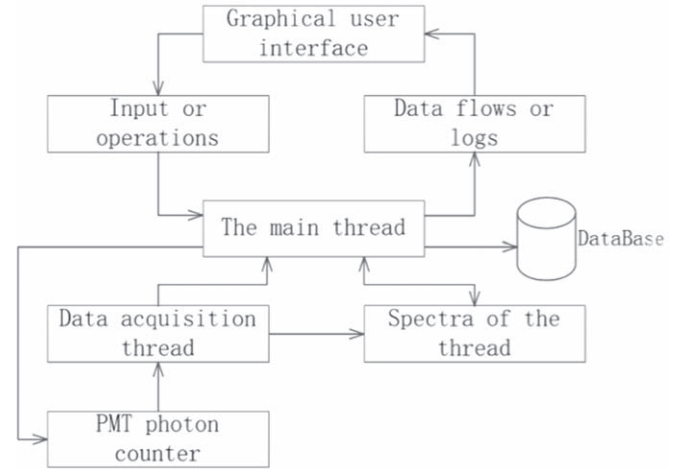 Graphical user
interface
Input or
operations
Data flows or
logs
The main thread
DataBase
Data acquisition
thread
Spectra of the
thread
PMT photon
counter